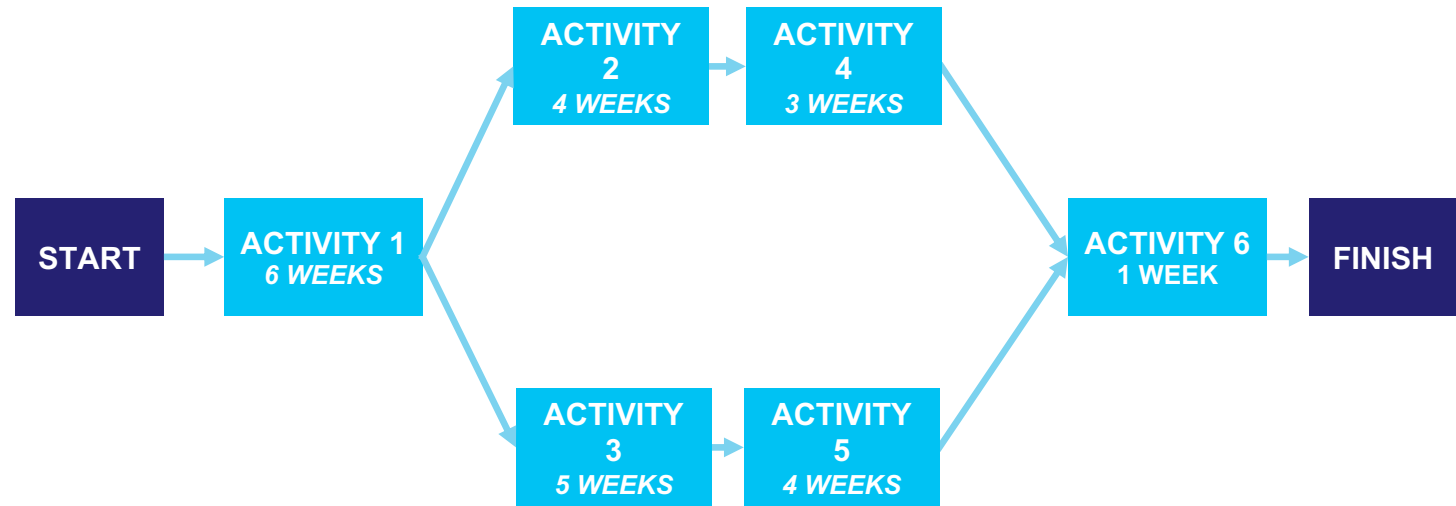 START
ACTIVITY 1
6 WEEKS
ACTIVITY
2
4 WEEKS
ACTIVITY
4
3 WEEKS
ACTIVITY
3
5 WEEKS
ACTIVITY
5
4 WEEKS
ACTIVITY 6
1 WEEK
FINISH